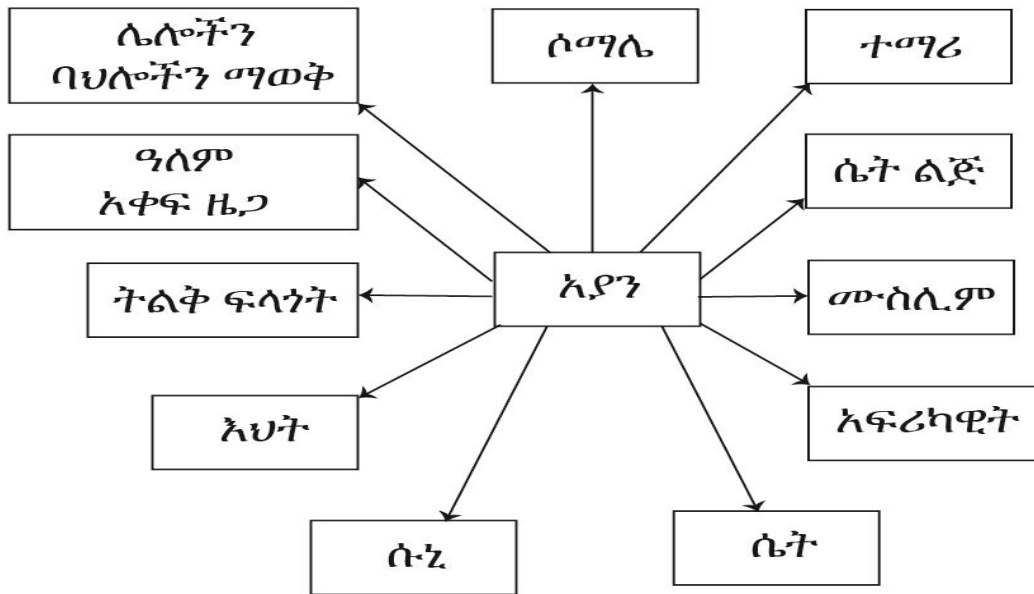 ሌሎችን
ባህሎችን ማወቅ
ሶማሌ
ተማሪ
ዓለም
አቀፍ ዜጋ
ሴት ልጅ
ትልቅ ፍላጎት
አያን
ሙስሊም
እህት
አፍሪካዊት
ሱኒ
ሴት